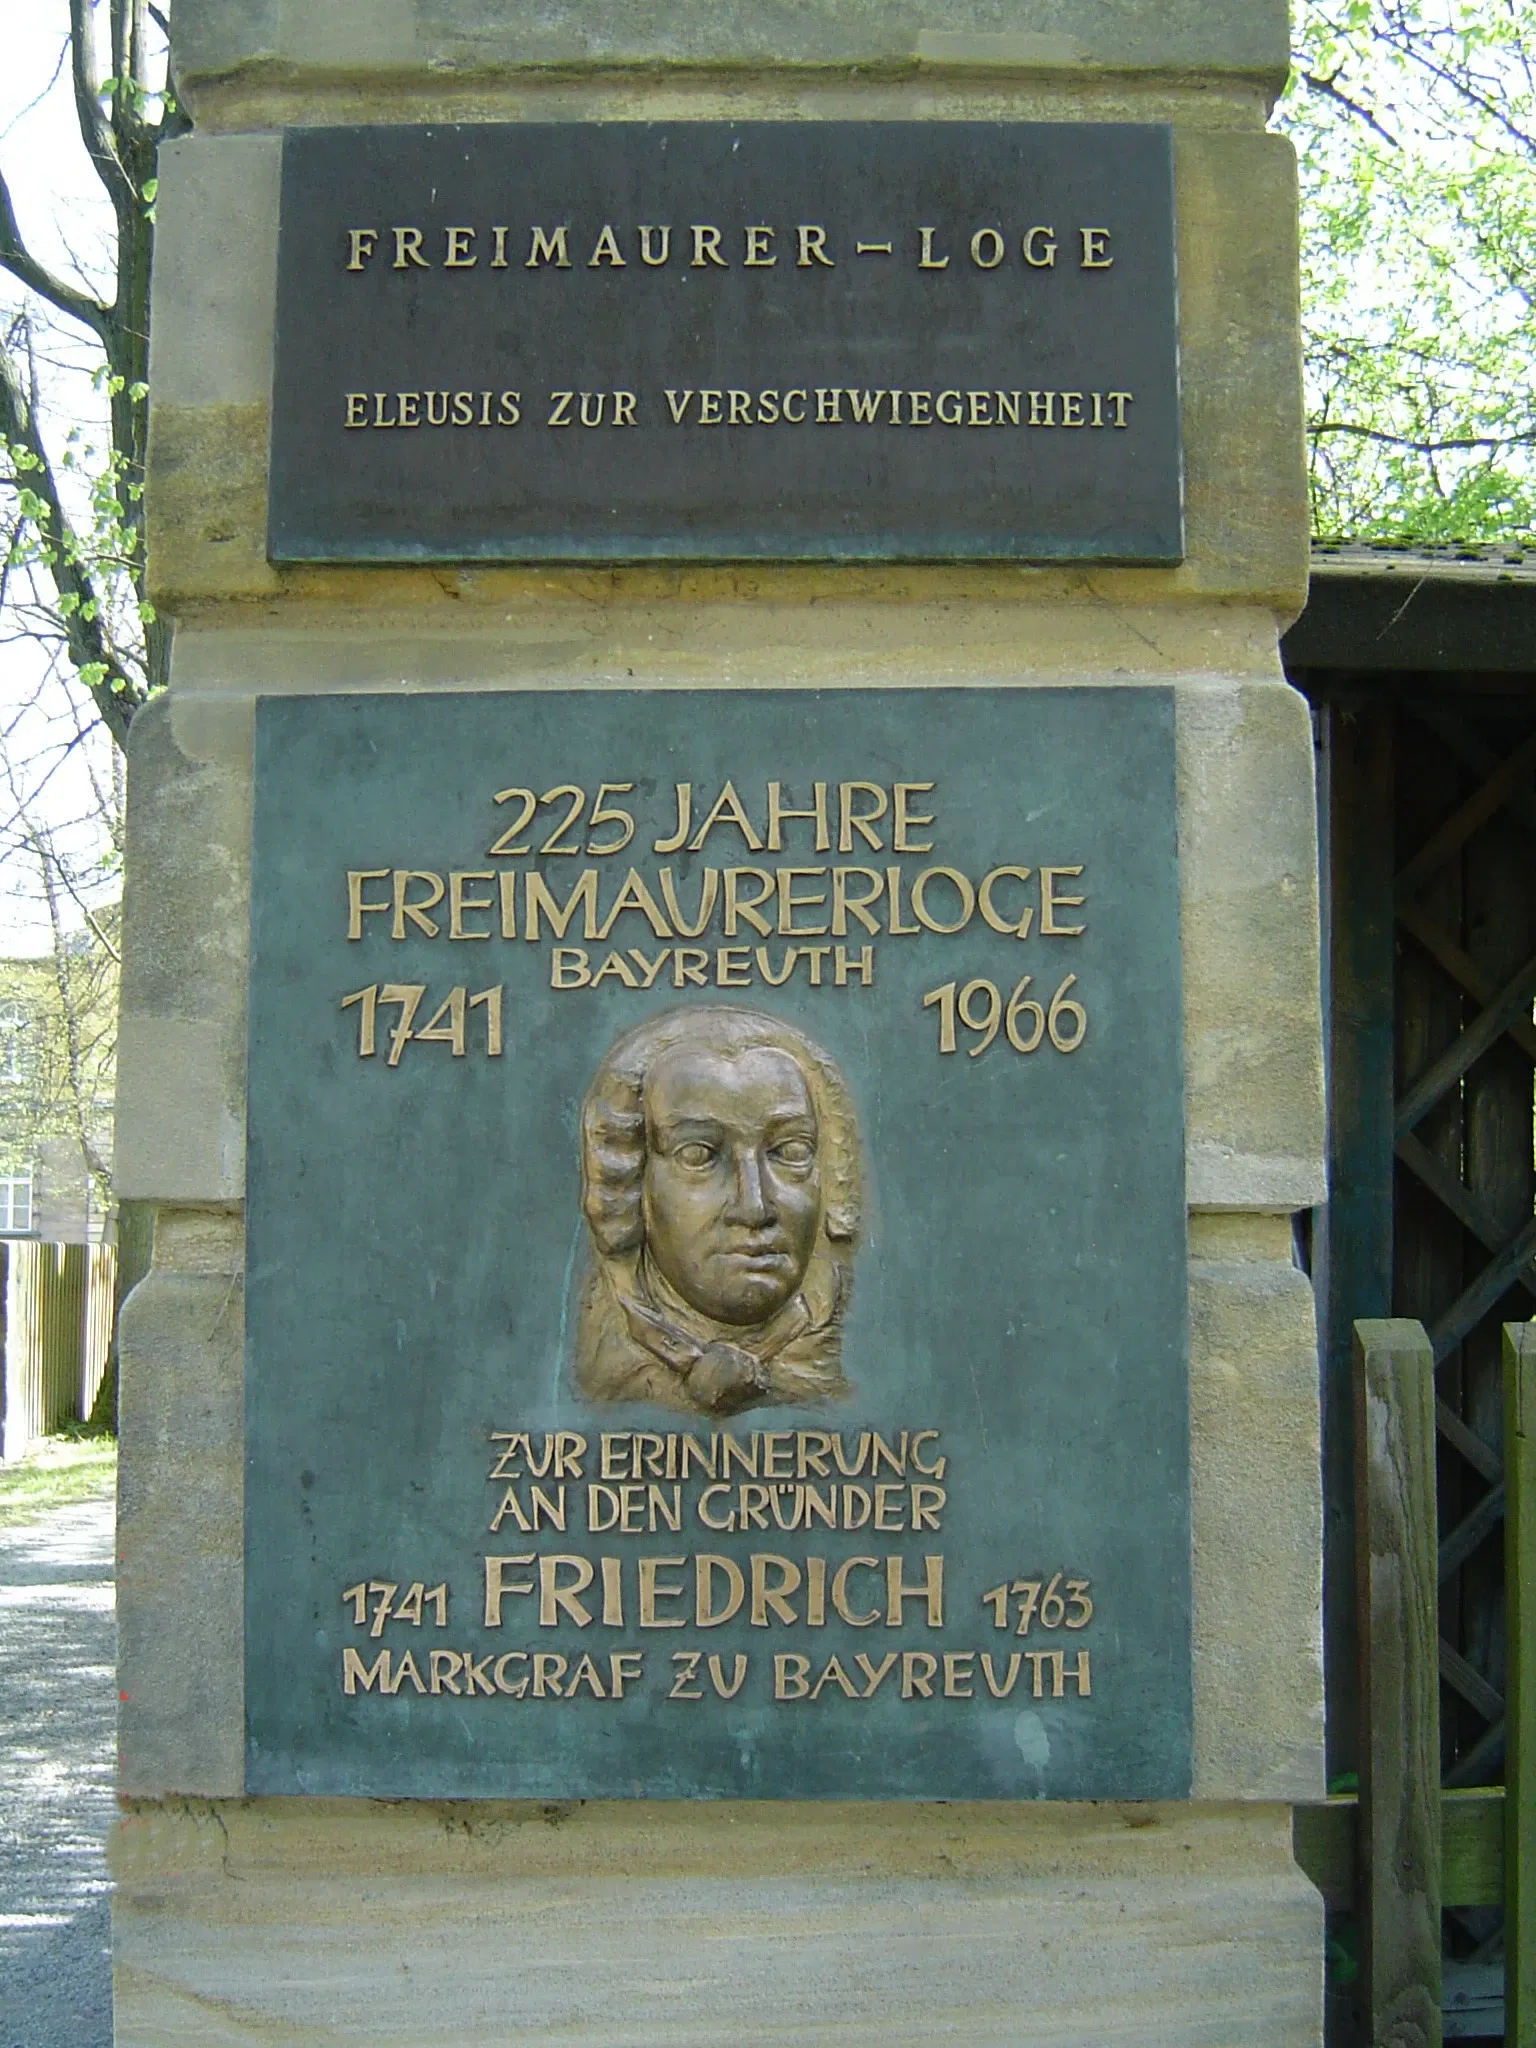 FREIMAURER-LOGE
ELEUSIS ZUR VERSCHWIEGENHEIT
225 JAHRE
FREIMAURERLOGE
BAYREUTH
1741 1966
ZUR ERINNERUNG
AN DEN GRÜNDER
1741 FRIEDRICH 1763
MARKGRAF ZU BAYREUTH